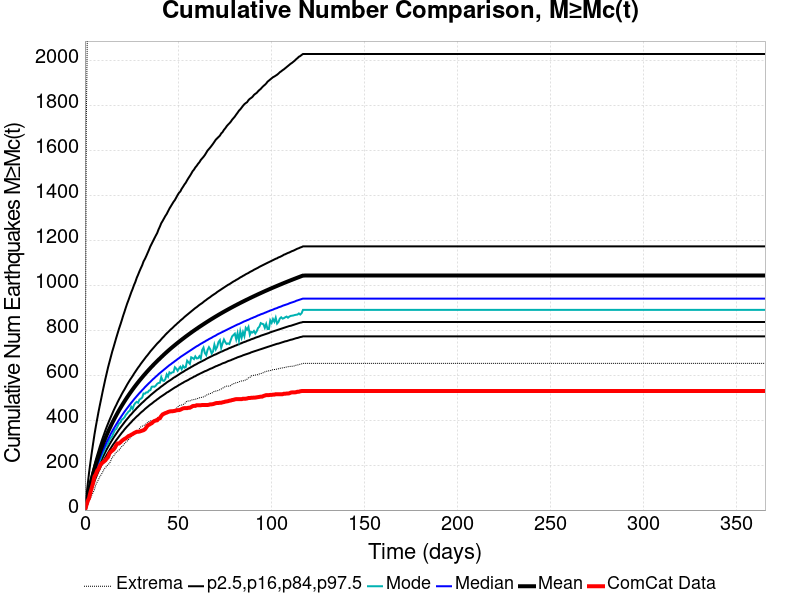 Cumulative Number Comparison, M≥Mc(t)
Cumulative Num Earthquakes M≥Mc(t)
2000
1800
1600
1400
1200
1000
800
600
400
200
0
0 50 100 150 200 250 300 350
Time (days)
Extrema p2.5,p16,p84,p97.5 Mode Median Mean ComCat Data